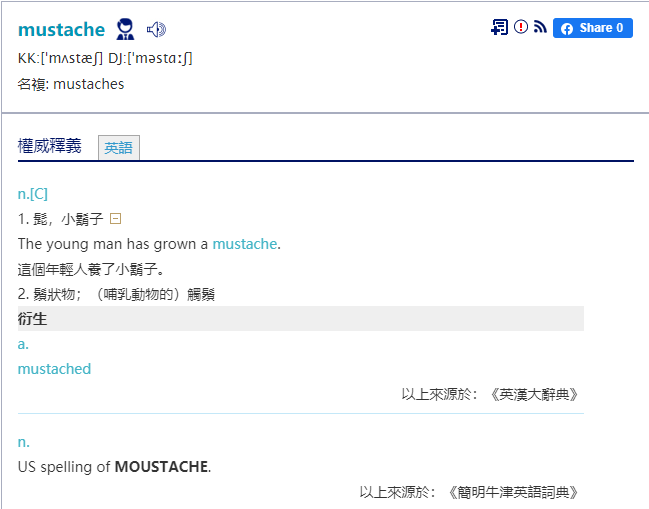 mustache
Share 0
KK:[ˈmʌstæʃ] DJ:[ˈməstɑːʃ]
名複: mustaches
權威釋義 英語
n.[C]
1. 髭，小鬍子
The young man has grown a mustache.
這個年輕人養了小鬍子。
2. 鬚狀物；（哺乳動物的）觸鬚
衍生
a.
mustached
以上來源於：《英漢大辭典》
n.
US spelling of MOUSTACHE.
以上來源於：《簡明牛津英語詞典》